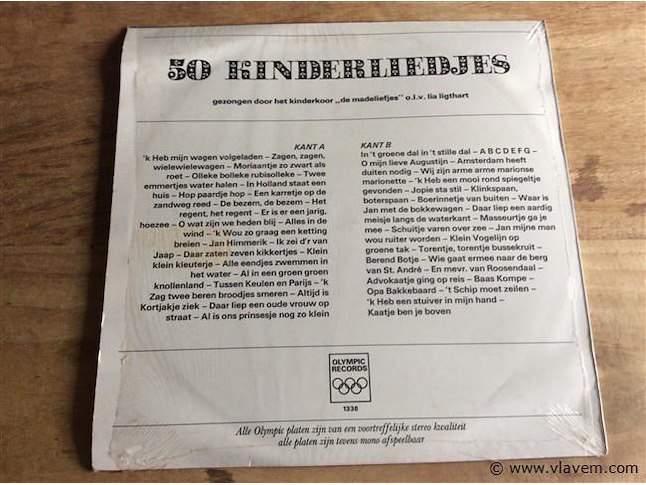 50 KINDERLIEDJES
gezongen door het kinderkoor „de madeliefjes" o.l.v. lia ligthart
KANT A
'k Heb mijn wagen volgeladen – Zagen, zagen,
wielewielewagen – Moriaantje zo zwart als
roet – Olleke bolleke rubisolleke – Twee
emmertjes water halen – In Holland staat een
huis – Hop paardje hop – Een karretje op de
zandweg reed – De bezem, de bezem – Het
regent, het regent – Er is er een jarig,
hoezee – O wat zijn we heden blij – Alles in de
wind – 'k Wou zo graag een ketting
breien – Jan Himmerik – Ik zei d'r van
Jaap – Daar zaten zeven kikkertjes – Klein
klein kleuterje – Alle eendjes zwemmen in
het water – Al in een groen groen
knollenland – Tussen Keulen en Parijs – 'k
Zag twee beren broodjes smeren – Altijd is
Kortjakje ziek – Daar liep een oude vrouw op
straat – Al is ons prinsesje nog zo klein
KANT B
In 't groene dal in 't stille dal – A B C D E F G –
O mijn lieve Augustijn – Amsterdam heeft
duiten nodig – Wij zijn arme arme marionse
marionette – 'k Heb een mooi rond spiegeltje
gevonden – Jopie sta stil – Klinkspaan,
boterspaan – Boerinnetje van buiten – Waar is
Jan met de bokkewagen – Daar liep een aardig
meisje langs de waterkant – Masseurtje ga je
mee – Schuitje varen over zee – Jan mijne man
wou ruiter worden – Klein Vogelijn op
groene tak – Torentje, torentje bussekruit –
Berend Botje – Wie gaat ermee naar de berg
van St. André – En mevr. van Roosendaal –
Advokaatje ging op reis – Baas Kompe –
Opa Bakkebaard – 't Schip moet zeilen –
'k Heb een stuiver in mijn hand –
Kaatje ben je boven
OLYMPIC
RECORDS
1338
Alle Olympic platen zijn van een voortreffelijke stereo kwaliteit
alle platen zijn tevens mono afspeelbaar
© www.vlavem.com